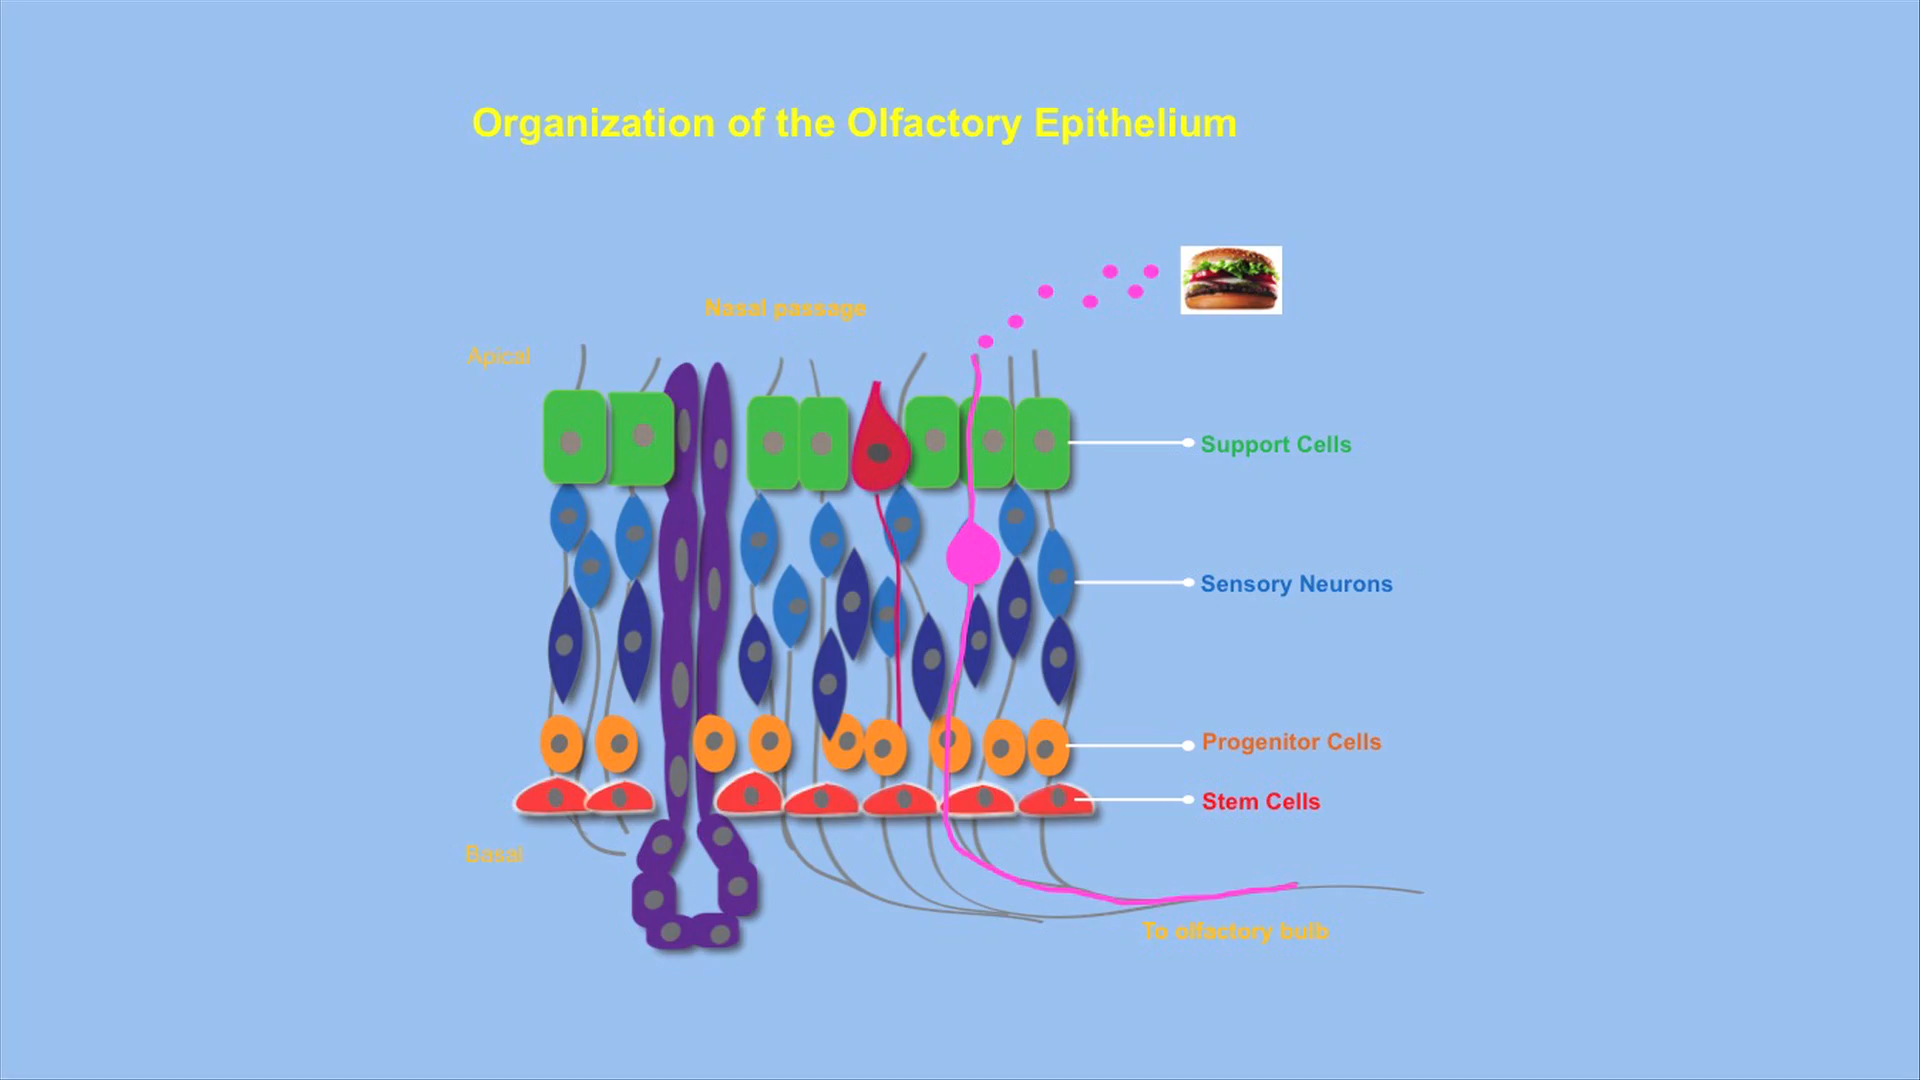 Organization of the Olfactory Epithelium
Nasal passage
Apical
Support Cells
Sensory Neurons
Progenitor Cells
Stem Cells
Basal
To olfactory bulb